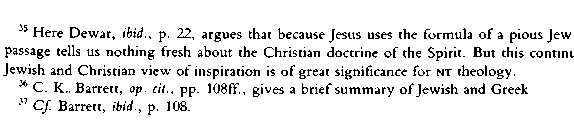 35 Here Dewar, ibid., p. 22, argues that because Jesus uses the formula of a pious Jew
passage tells us nothing fresh about the Christian doctrine of the Spirit. But this
Jewish and Christian view of inspiration is of great significance for NT theology.
36 C. K. Barrett, op. cit., pp. 108ff., gives a brief summary of Jewish and Greek
37 Cf. Barrett, ibid., p. 108.